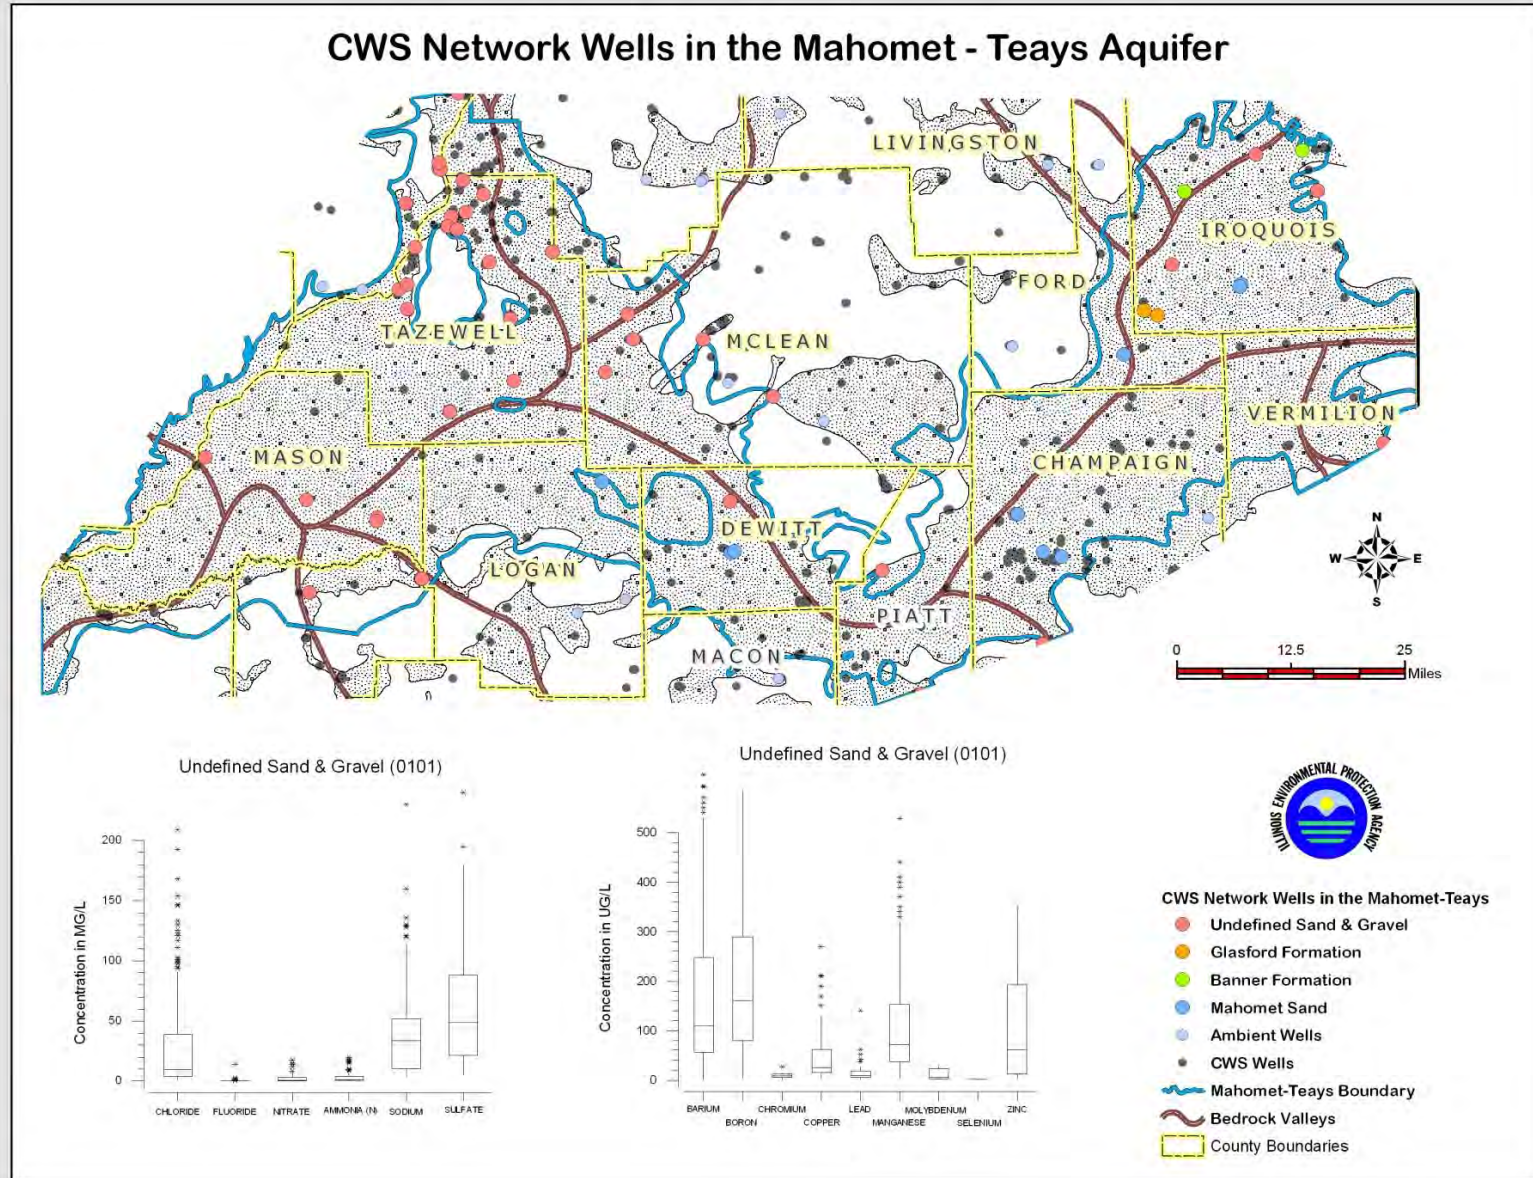 CWS Network Wells in the Mahomet - Teays Aquifer
LIVINGSTON
IROQUOIS
FORD
TAZEWELL
MCLEAN
VERMILION
MASON
CHAMPAIGN
DEWITT
LOGAN
PIATT
MACON
N
W E
S
0 12.5 25
Miles
Undefined Sand & Gravel (0101)
Concentration in MG/L
200
150
100
50
0
CHLORIDE FLUORIDE NITRATE AMMONIA (N) SODIUM SULFATE
Undefined Sand & Gravel (0101)
Concentration in UG/L
500
400
300
200
100
0
BARIUM CHROMIUM LEAD MOLYBDENUM ZINC
BORON COPPER MANGANESE SELENIUM
ILLINOIS ENVIRONMENTAL PROTECTION AGENCY
CWS Network Wells in the Mahomet-Teays
Undefined Sand & Gravel
Glasford Formation
Banner Formation
Mahomet Sand
Ambient Wells
CWS Wells
Mahomet-Teays Boundary
Bedrock Valleys
County Boundaries